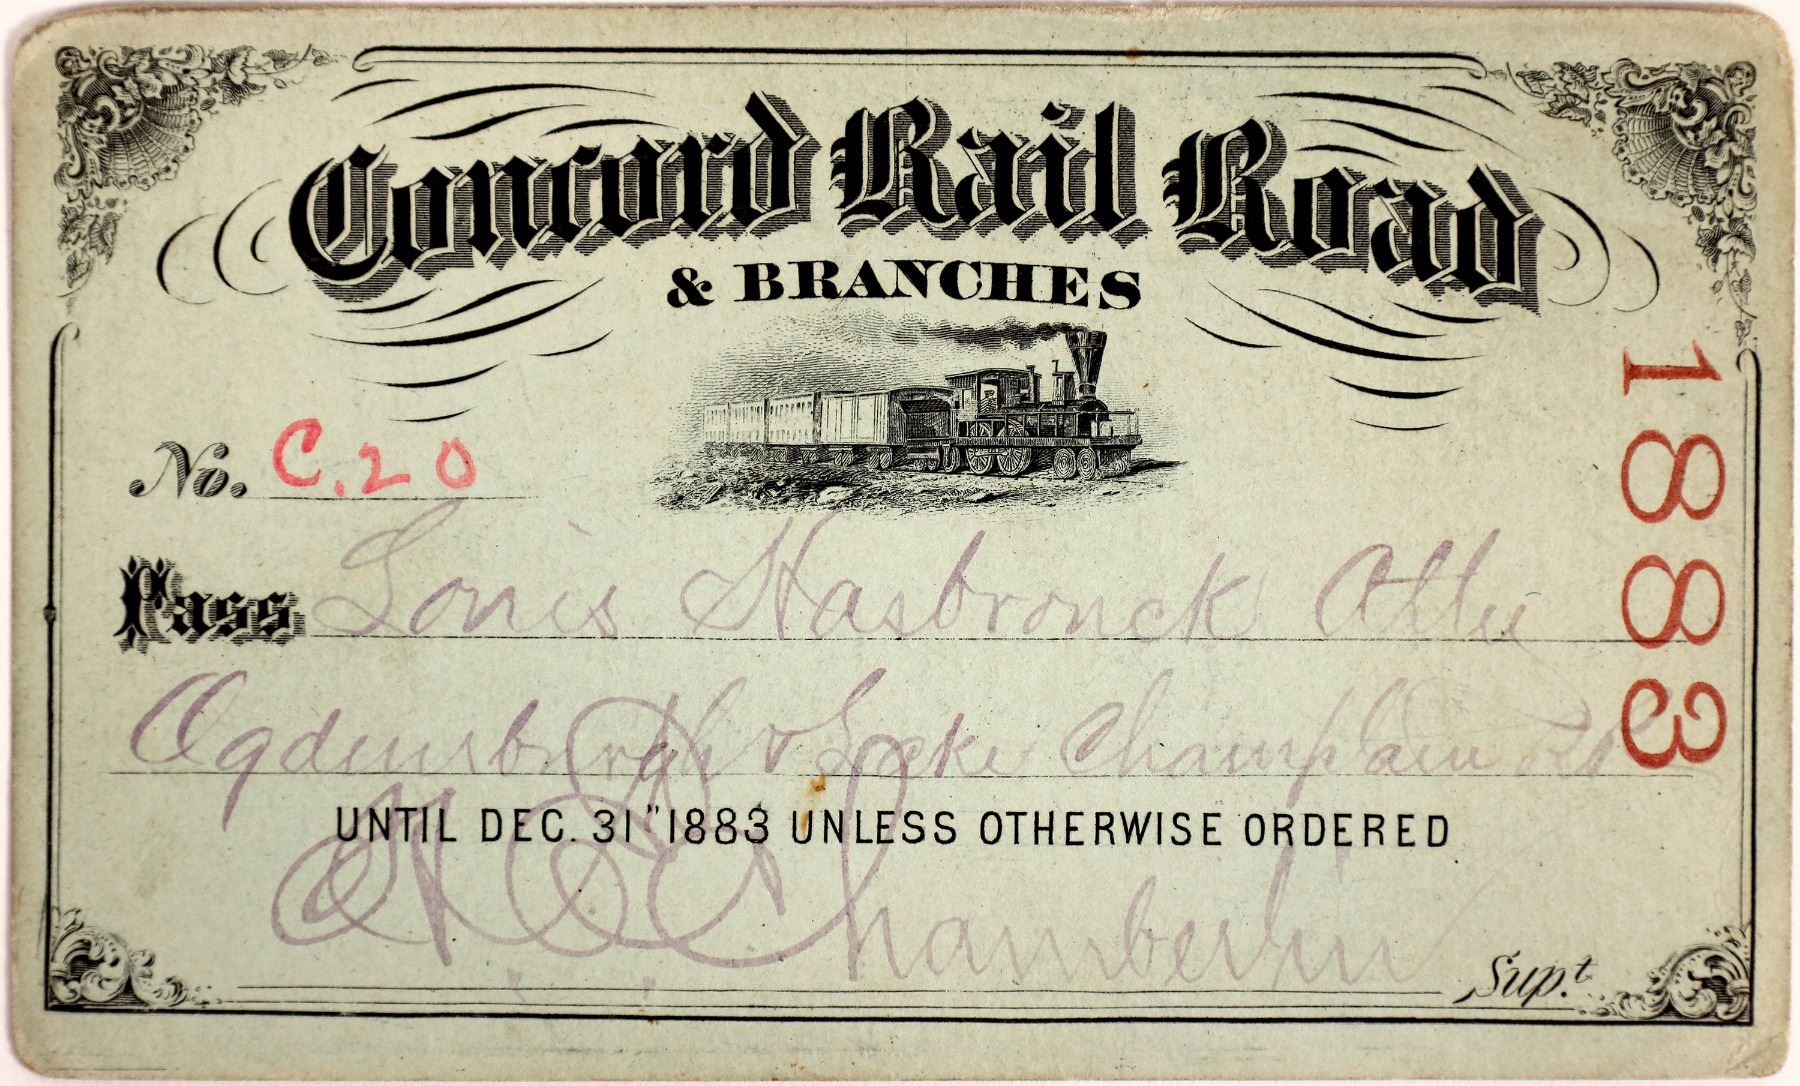 Concord Rail Road
& BRANCHES
1883
No. C. 20
Pass Louis Hasbrouck Atty
Ogdensburgh & Lake Champlain RR
UNTIL DEC. 31" 1883 UNLESS OTHERWISE ORDERED
Chamberlin Supt